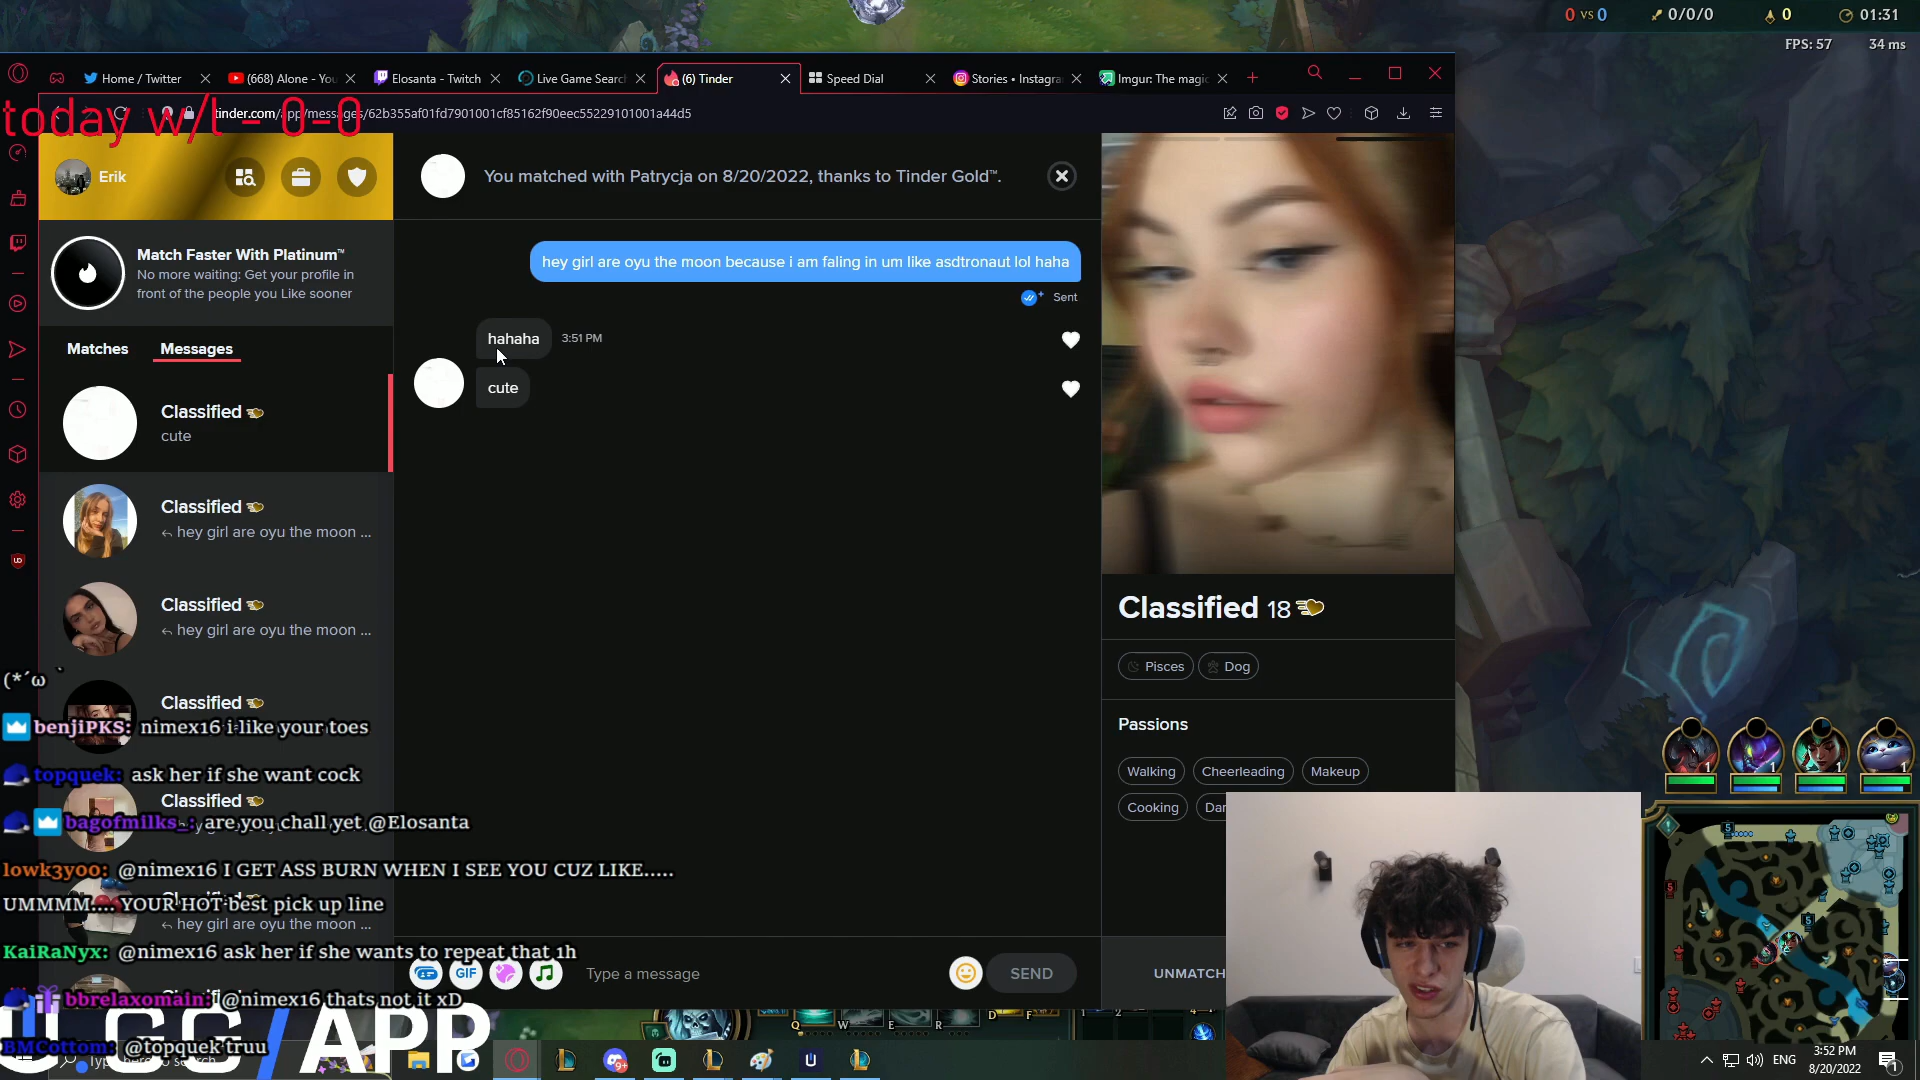 0 vs 0 0/0/0 0 01:31
FPS: 57 34 ms
Home / Twitter
(668) Alone - You
Elosanta - Twitch
Live Game Search
(6) Tinder
Speed Dial
Stories • Instagra
Imgur: The magic
today w/l - 0-0
tinder.com/app/messages/62b355af01fd7901001cf85162f90eec55229101001a44d5
Erik
Match Faster With Platinum™
No more waiting: Get your profile in
front of the people you Like sooner
Matches Messages
Classified
cute
Classified
hey girl are oyu the moon ...
Classified
hey girl are oyu the moon ...
Classified
Classified
hey girl are oyu the moon ...
You matched with Patrycja on 8/20/2022, thanks to Tinder Gold™.
hey girl are oyu the moon because i am faling in um like asdtronaut lol haha
Sent
hahaha 3:51 PM
cute
GIF
Type a message
SEND
Classified 18
Pisces Dog
Passions
Walking Cheerleading Makeup
Cooking
UNMATCH
(*´ω`
benjiPKS: nimex16 i like your toes
topquek: ask her if she want cock
bagofmilks_: are you chall yet @Elosanta
lowk3yoo: @nimex16 I GET ASS BURN WHEN I SEE YOU CUZ LIKE.....
UMMMM.... YOUR HOT best pick up line
KaiRaNyx: @nimex16 ask her if she wants to repeat that 1h
bbrelaxomain: @nimex16 thats not it xD
BMCottom: @topquek truu
U.GG/APP
Q W E R D F
ENG
3:52 PM
8/20/2022